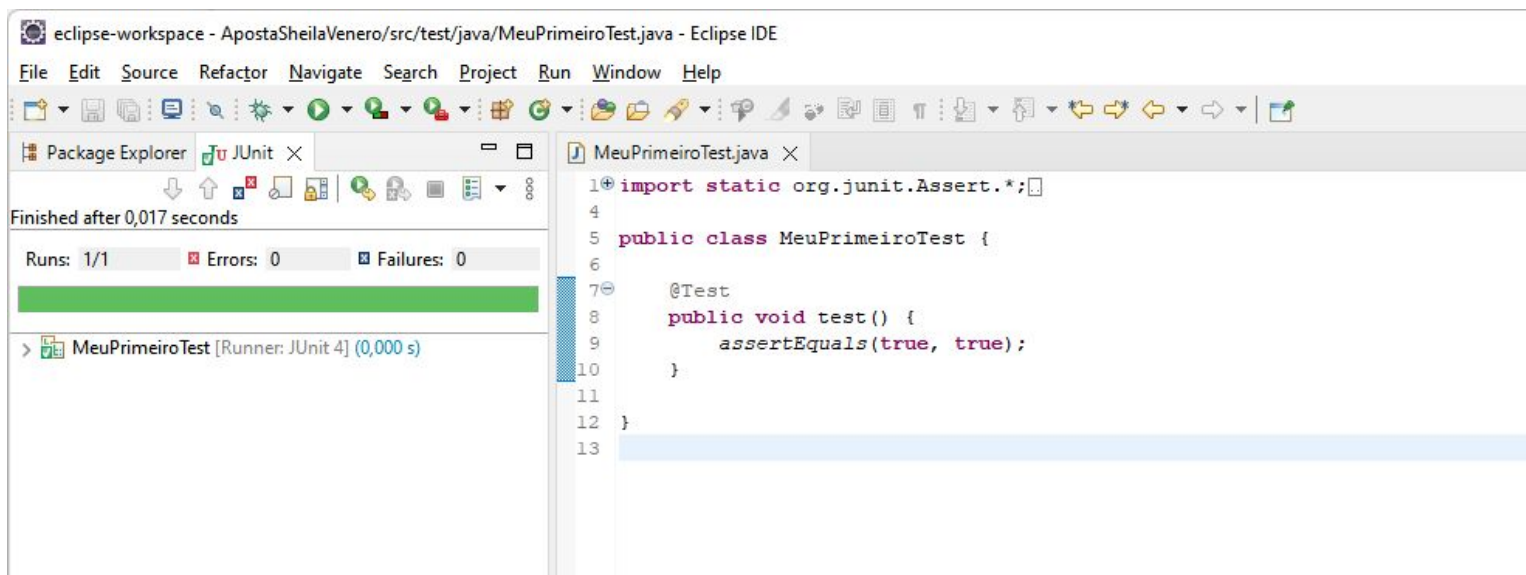 eclipse-workspace - ApostaSheilaVenero/src/test/java/MeuPrimeiroTest.java - Eclipse IDE
File Edit Source Refactor Navigate Search Project Run Window Help
Package Explorer JUnit
Finished after 0,017 seconds
Runs: 1/1 Errors: 0 Failures: 0
MeuPrimeiroTest [Runner: JUnit 4] (0,000 s)
MeuPrimeiroTest.java
1 import static org.junit.Assert.*;
4
5 public class MeuPrimeiroTest {
6
7 @Test
8 public void test() {
9 assertEquals(true, true);
10 }
11
12 }
13